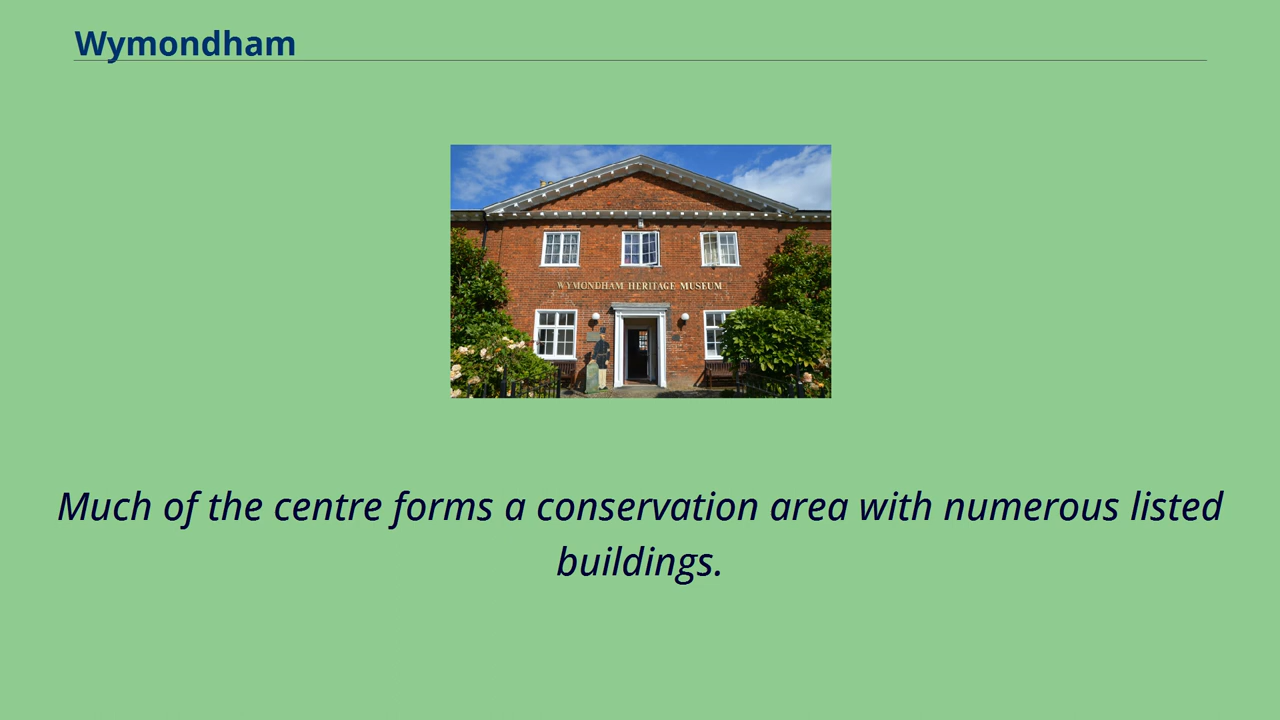 Wymondham
WYMONDHAM HERITAGE MUSEUM
Much of the centre forms a conservation area with numerous listed
buildings.